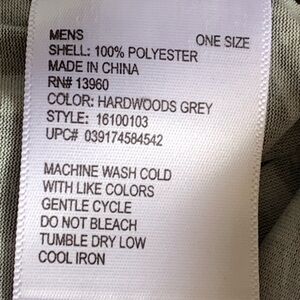 MENS ONE SIZE
SHELL: 100% POLYESTER
MADE IN CHINA
RN# 13960
COLOR: HARDWOODS GREY
STYLE: 16100103
UPC# 039174584542
MACHINE WASH COLD
WITH LIKE COLORS
GENTLE CYCLE
DO NOT BLEACH
TUMBLE DRY LOW
COOL IRON